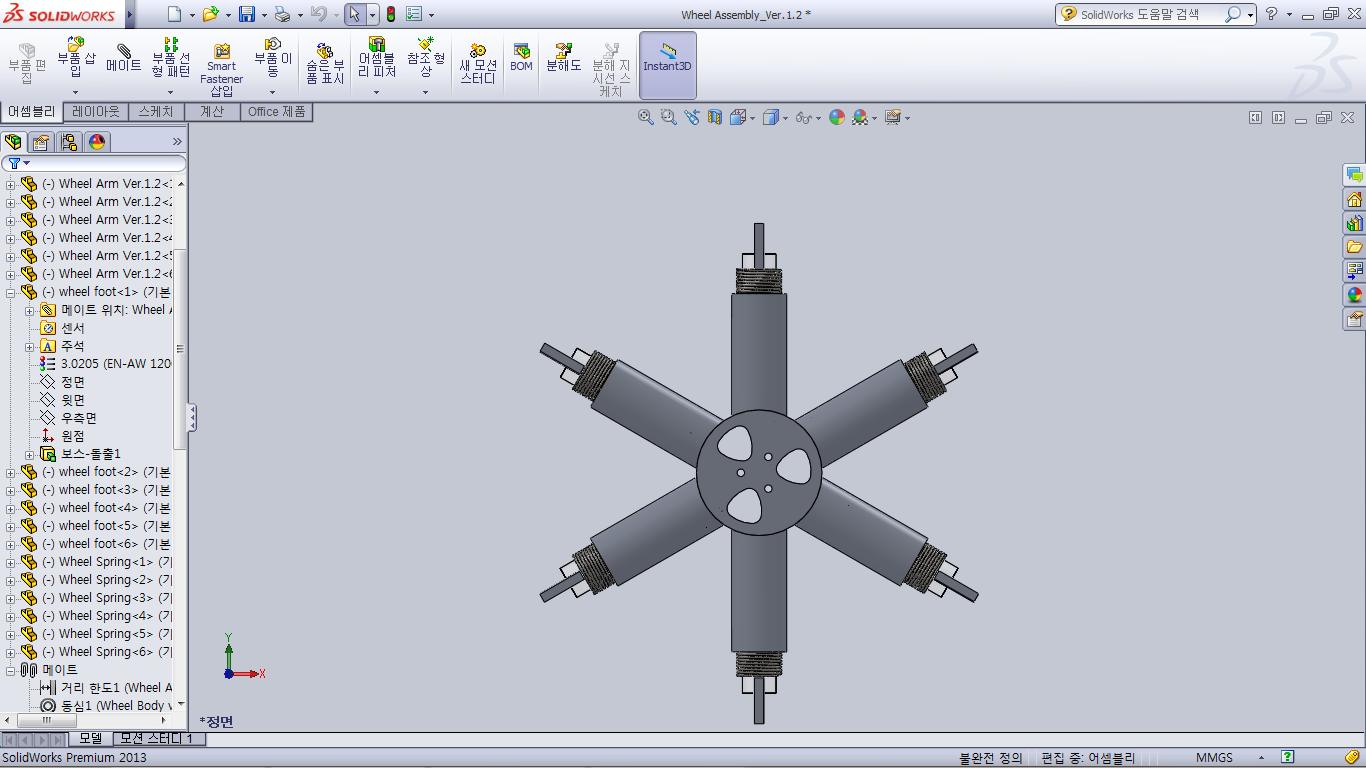 SOLIDWORKS
Wheel Assembly_Ver.1.2 *
SolidWorks 도움말 검색
부품 편집
부품 삽입
메이트
부품 선형 패턴
Smart Fastener 삽입
부품 이동
숨은 부품 표시
어셈블리 피처
참조 형상
새 모션 스터디
BOM
분해도
분해 지시선 스케치
Instant3D
어셈블리
레이아웃
스케치
계산
Office 제품
(-) Wheel Arm Ver.1.2<1
(-) Wheel Arm Ver.1.2<2
(-) Wheel Arm Ver.1.2<3
(-) Wheel Arm Ver.1.2<4
(-) Wheel Arm Ver.1.2<5
(-) Wheel Arm Ver.1.2<6
(-) wheel foot<1> (기본
메이트 위치: Wheel A
센서
주석
3.0205 (EN-AW 120
정면
윗면
우측면
원점
보스-돌출1
(-) wheel foot<2> (기본
(-) wheel foot<3> (기본
(-) wheel foot<4> (기본
(-) wheel foot<5> (기본
(-) wheel foot<6> (기본
(-) Wheel Spring<1> (기
(-) Wheel Spring<2> (기
(-) Wheel Spring<3> (기
(-) Wheel Spring<4> (기
(-) Wheel Spring<5> (기
(-) Wheel Spring<6> (기
메이트
거리 한도1 (Wheel A
동심1 (Wheel Body v
Y
X
*정면
모델
모션 스터디 1
SolidWorks Premium 2013
불완전 정의
편집 중: 어셈블리
MMGS